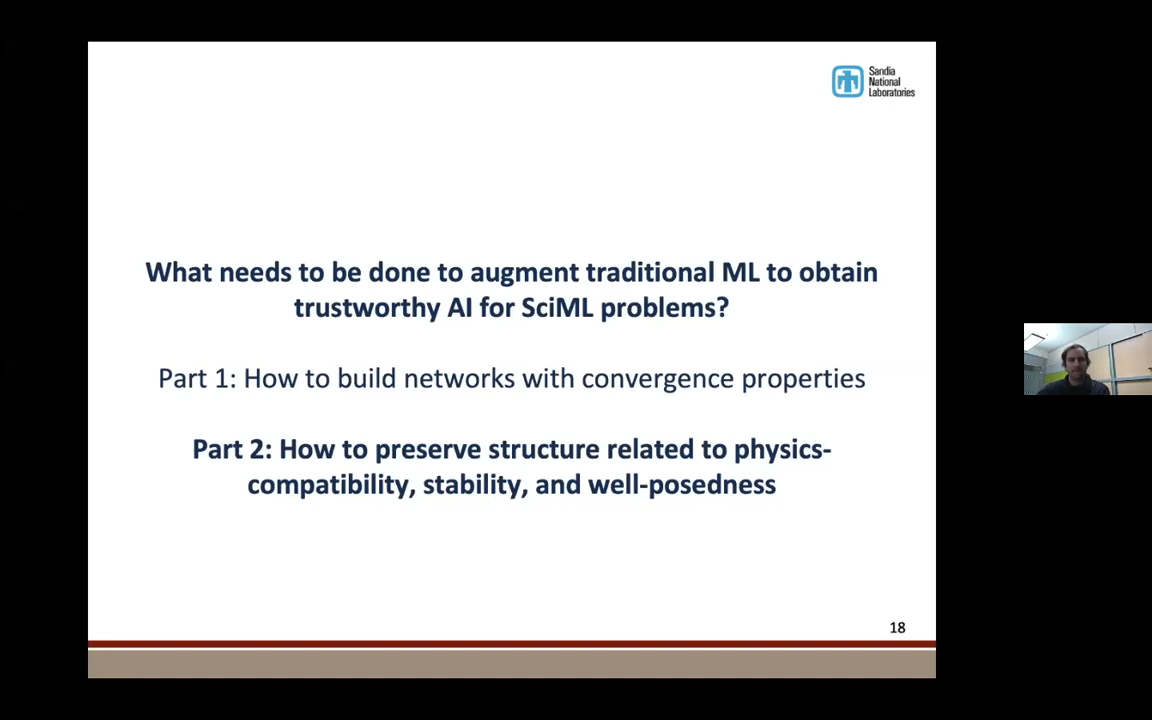 Sandia
National
Laboratories
What needs to be done to augment traditional ML to obtain
trustworthy AI for SciML problems?
Part 1: How to build networks with convergence properties
Part 2: How to preserve structure related to physics-
compatibility, stability, and well-posedness
18